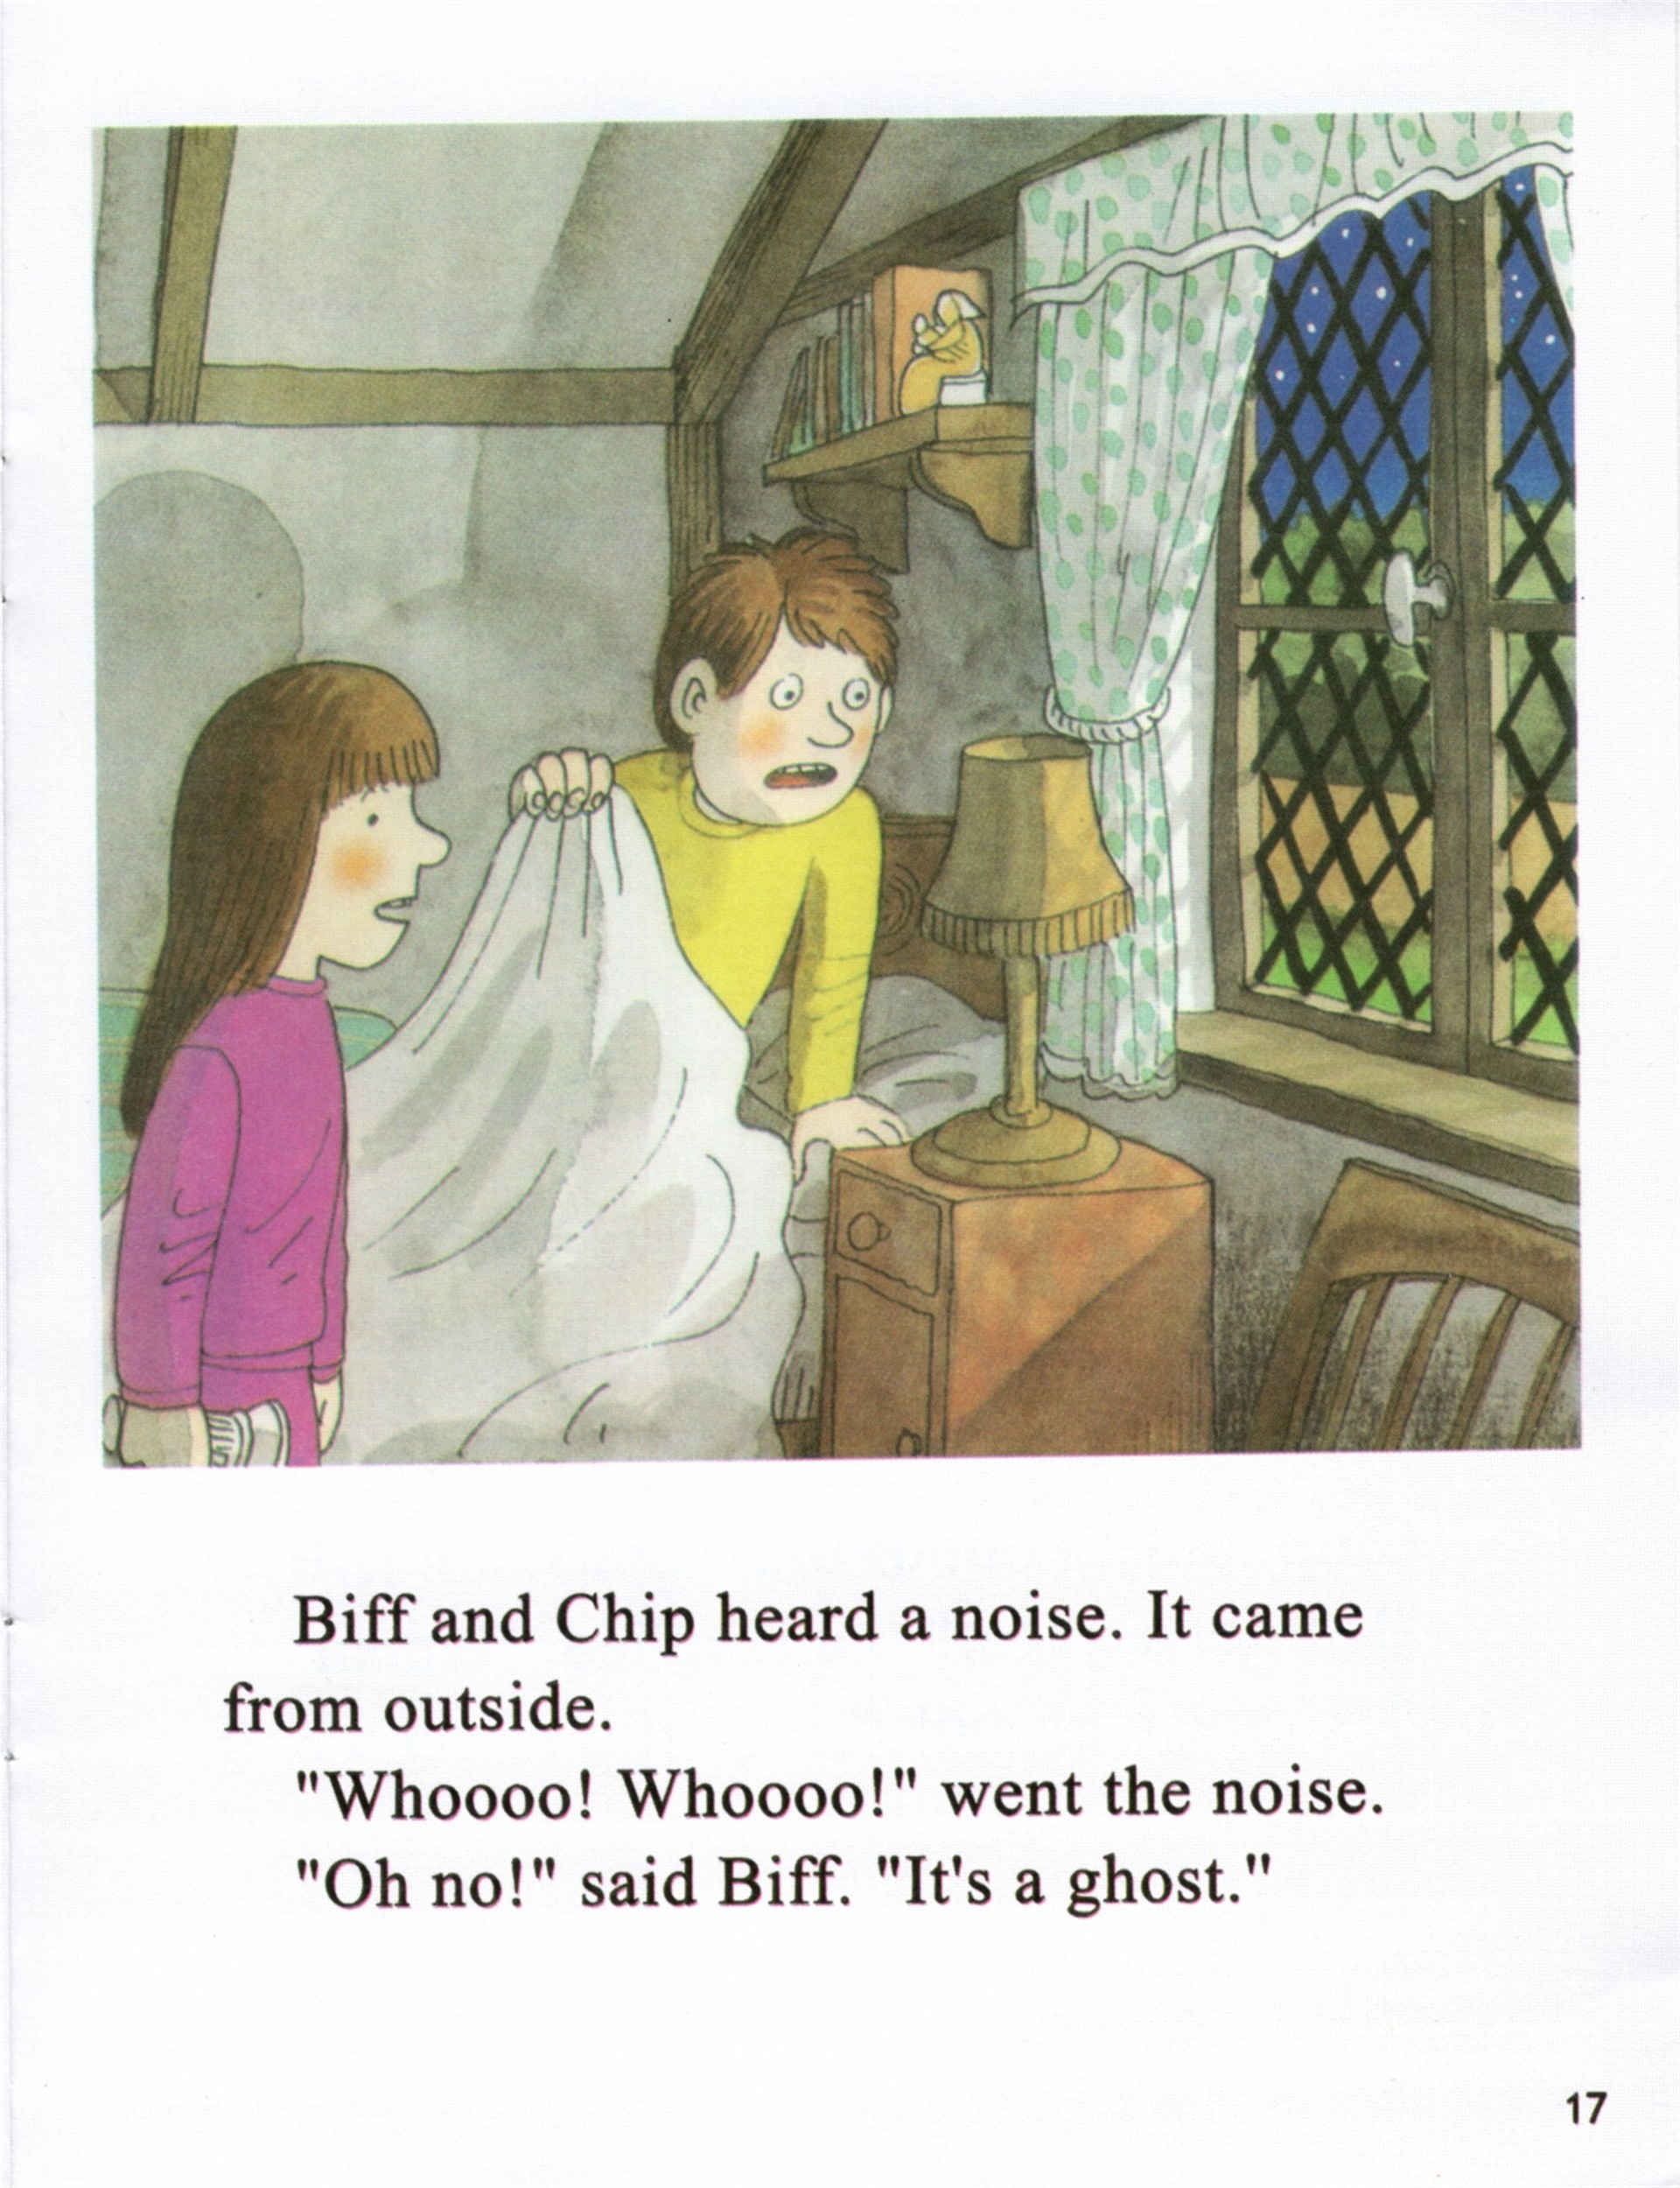 Biff and Chip heard a noise. It came
from outside.
"Whoooo! Whoooo!" went the noise.
"Oh no!" said Biff. "It's a ghost."
17